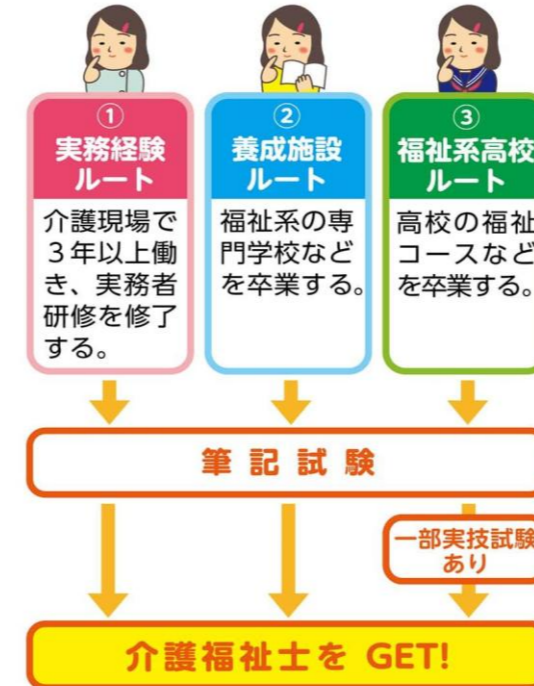 ①
実務経験
ルート
介護現場で
３年以上働
き、実務者
研修を修了
する。
②
養成施設
ルート
福祉系の専
門学校など
を卒業する。
③
福祉系高校
ルート
高校の福祉
コースなど
を卒業する。
筆記試験
一部実技試験
あり
介護福祉士を GET!